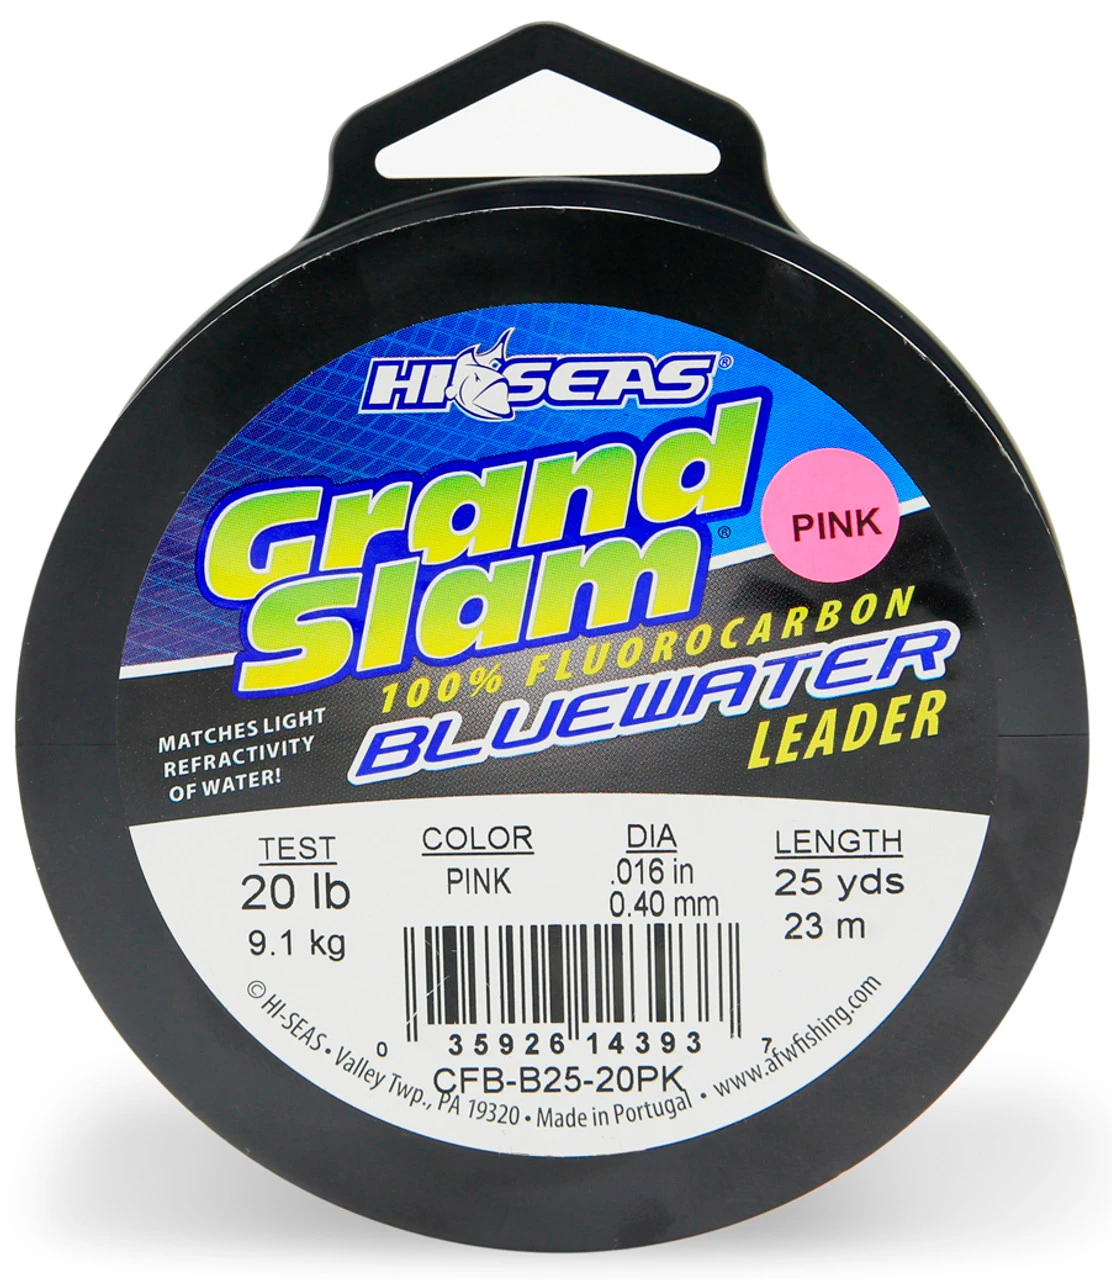 HI-SEAS®
Grand
Slam®
PINK
100% FLUOROCARBON
BLUEWATER
LEADER
MATCHES LIGHT
REFRACTIVITY
OF WATER!
TEST
20 lb
9.1 kg
COLOR
PINK
DIA
.016 in
0.40 mm
LENGTH
25 yds
23 m
0 35926 14393 7
CFB-B25-20PK
© HI-SEAS • Valley Twp., PA 19320 • Made in Portugal • www.afwfishing.com